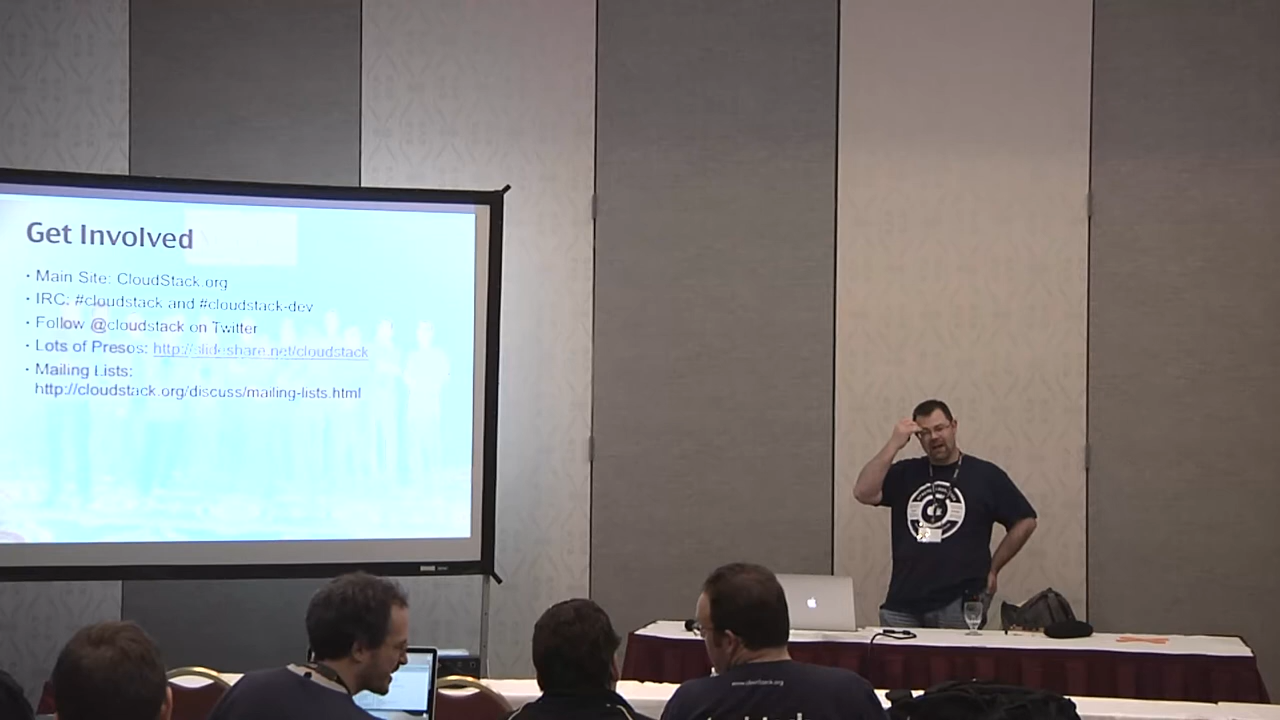 Get Involved
• Main Site: CloudStack.org
• IRC: #cloudstack and #cloudstack-dev
• Follow @cloudstack on Twitter
• Lots of Presos: http://slideshare.net/cloudstack
• Mailing Lists:
http://cloudstack.org/discuss/mailing-lists.html